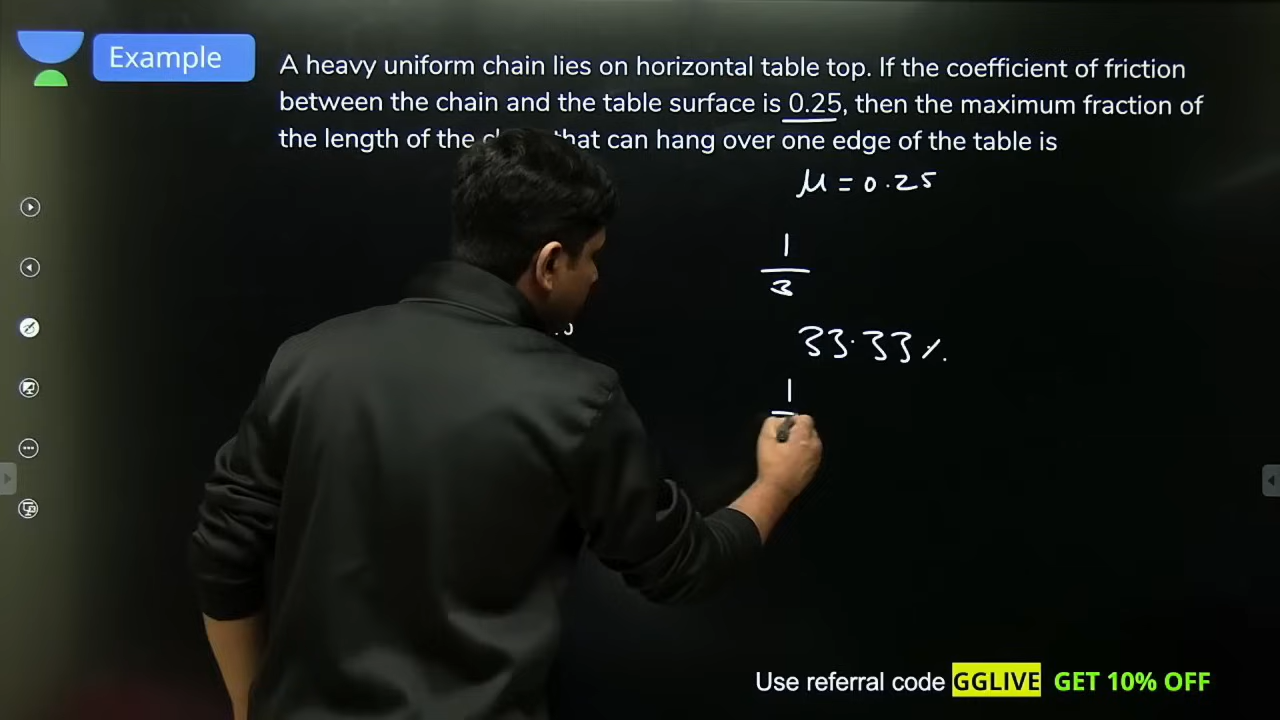 Example
A heavy uniform chain lies on horizontal table top. If the coefficient of friction
between the chain and the table surface is 0.25, then the maximum fraction of
the length of the that can hang over one edge of the table is
μ = 0.25
1
3
33.33%.
1
Use referral code GGLIVE GET 10% OFF